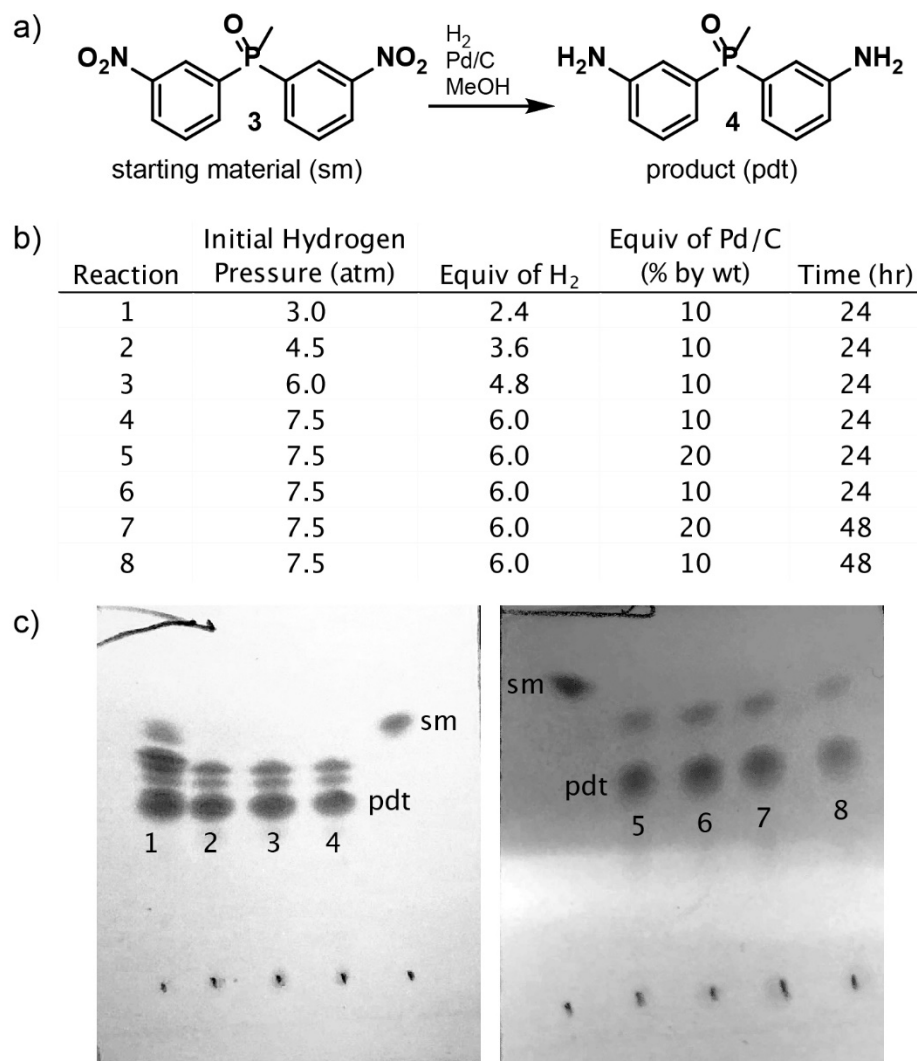 a)
O₂N P O NO₂ 3
starting material (sm)
H₂
Pd/C
MeOH
H₂N P O NH₂ 4
product (pdt)
b)
Reaction Initial Hydrogen Pressure (atm) Equiv of H₂ Equiv of Pd/C (% by wt) Time (hr)
1 3.0 2.4 10 24
2 4.5 3.6 10 24
3 6.0 4.8 10 24
4 7.5 6.0 10 24
5 7.5 6.0 20 24
6 7.5 6.0 10 24
7 7.5 6.0 20 48
8 7.5 6.0 10 48
c)
sm
pdt
1 2 3 4
sm
pdt
5 6 7 8